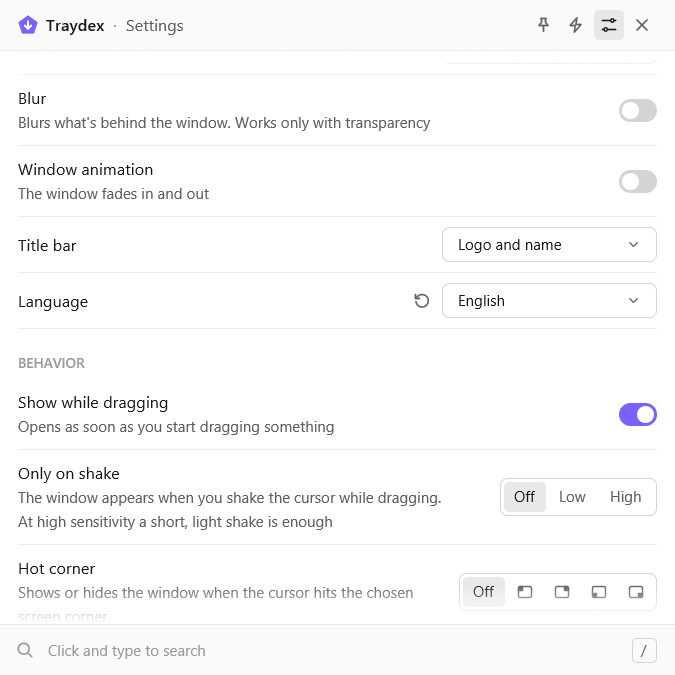 Traydex · Settings
Blur
Blurs what's behind the window. Works only with transparency
Window animation
The window fades in and out
Title bar
Logo and name
Language
English
BEHAVIOR
Show while dragging
Opens as soon as you start dragging something
Only on shake
The window appears when you shake the cursor while dragging.
At high sensitivity a short, light shake is enough
Off Low High
Hot corner
Shows or hides the window when the cursor hits the chosen
screen corner
Off
Click and type to search
/